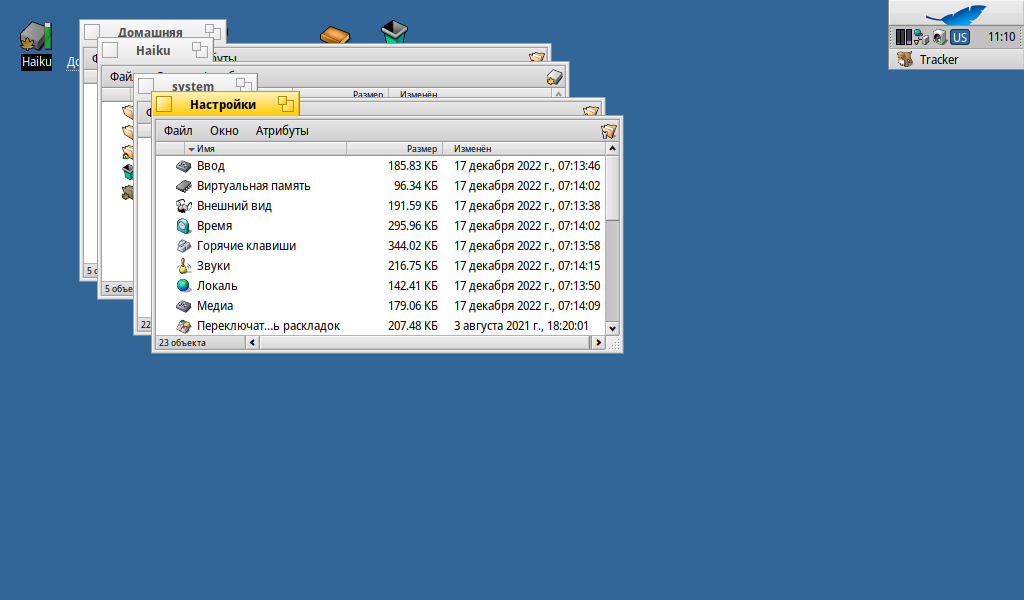 Haiku
До
Домашняя
Haiku
Файл
system
Размер Изменён
Настройки
Файл Окно Атрибуты
Имя Размер Изменён
Ввод 185.83 КБ 17 декабря 2022 г., 07:13:46
Виртуальная память 96.34 КБ 17 декабря 2022 г., 07:14:02
Внешний вид 191.59 КБ 17 декабря 2022 г., 07:13:38
Время 295.96 КБ 17 декабря 2022 г., 07:14:02
Горячие клавиши 344.02 КБ 17 декабря 2022 г., 07:13:58
Звуки 216.75 КБ 17 декабря 2022 г., 07:14:15
Локаль 142.41 КБ 17 декабря 2022 г., 07:13:50
Медиа 179.06 КБ 17 декабря 2022 г., 07:14:09
Переключат...ь раскладок 207.48 КБ 3 августа 2021 г., 18:20:01
23 объекта
5 о
5 объе
22
US 11:10
Tracker